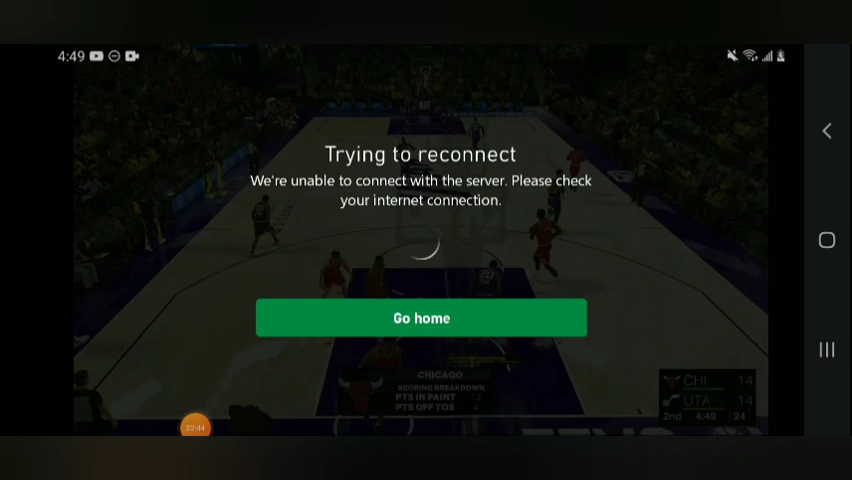 4:49
Trying to reconnect
We're unable to connect with the server. Please check
your internet connection.
Go home
CHICAGO
SCORING BREAKDOWN
PTS IN PAINT 12
PTS OFF TOS 4
CHI 14
UTA 14
2nd 4:49 24
22:44